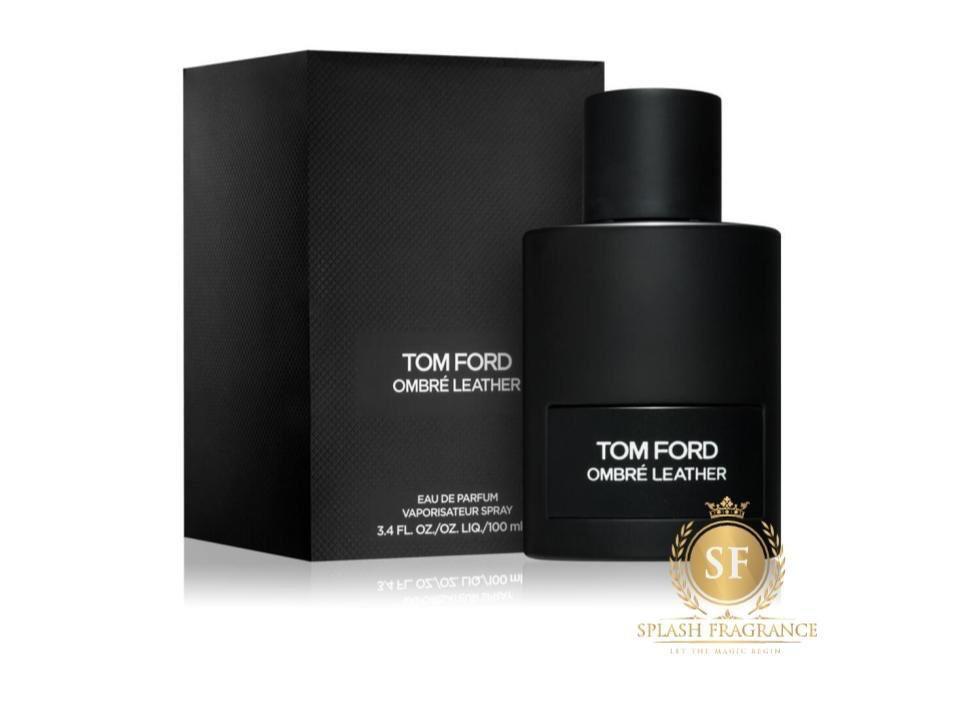 TOM FORD
OMBRÉ LEATHER
EAU DE PARFUM
VAPORISATEUR SPRAY
3.4 FL. OZ./OZ. LIQ./100 ml
TOM FORD
OMBRÉ LEATHER
SF
SPLASH FRAGRANCE
LET THE MAGIC BEGIN